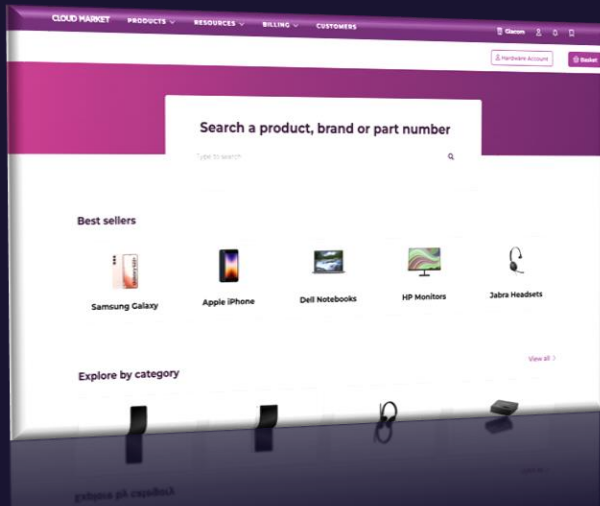 CLOUD MARKET PRODUCTS RESOURCES BILLING CUSTOMERS Giacom
Hardware Account Basket
Search a product, brand or part number
Type to search
Best sellers
Samsung Galaxy Apple iPhone Dell Notebooks HP Monitors Jabra Headsets
Explore by category View all